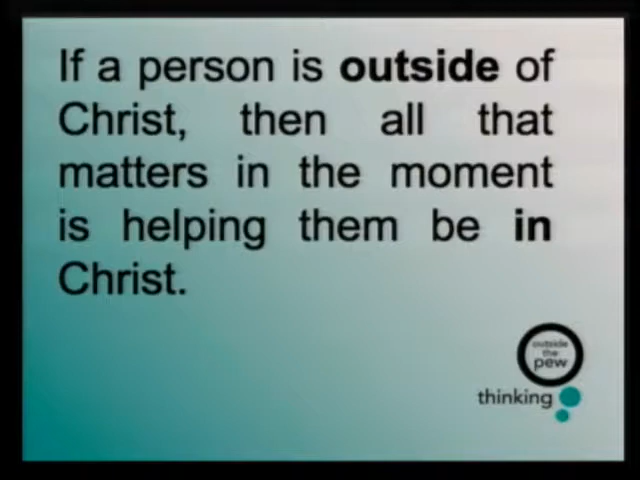 If a person is outside of
Christ, then all that
matters in the moment
is helping them be in
Christ.
outside
the
pew
thinking